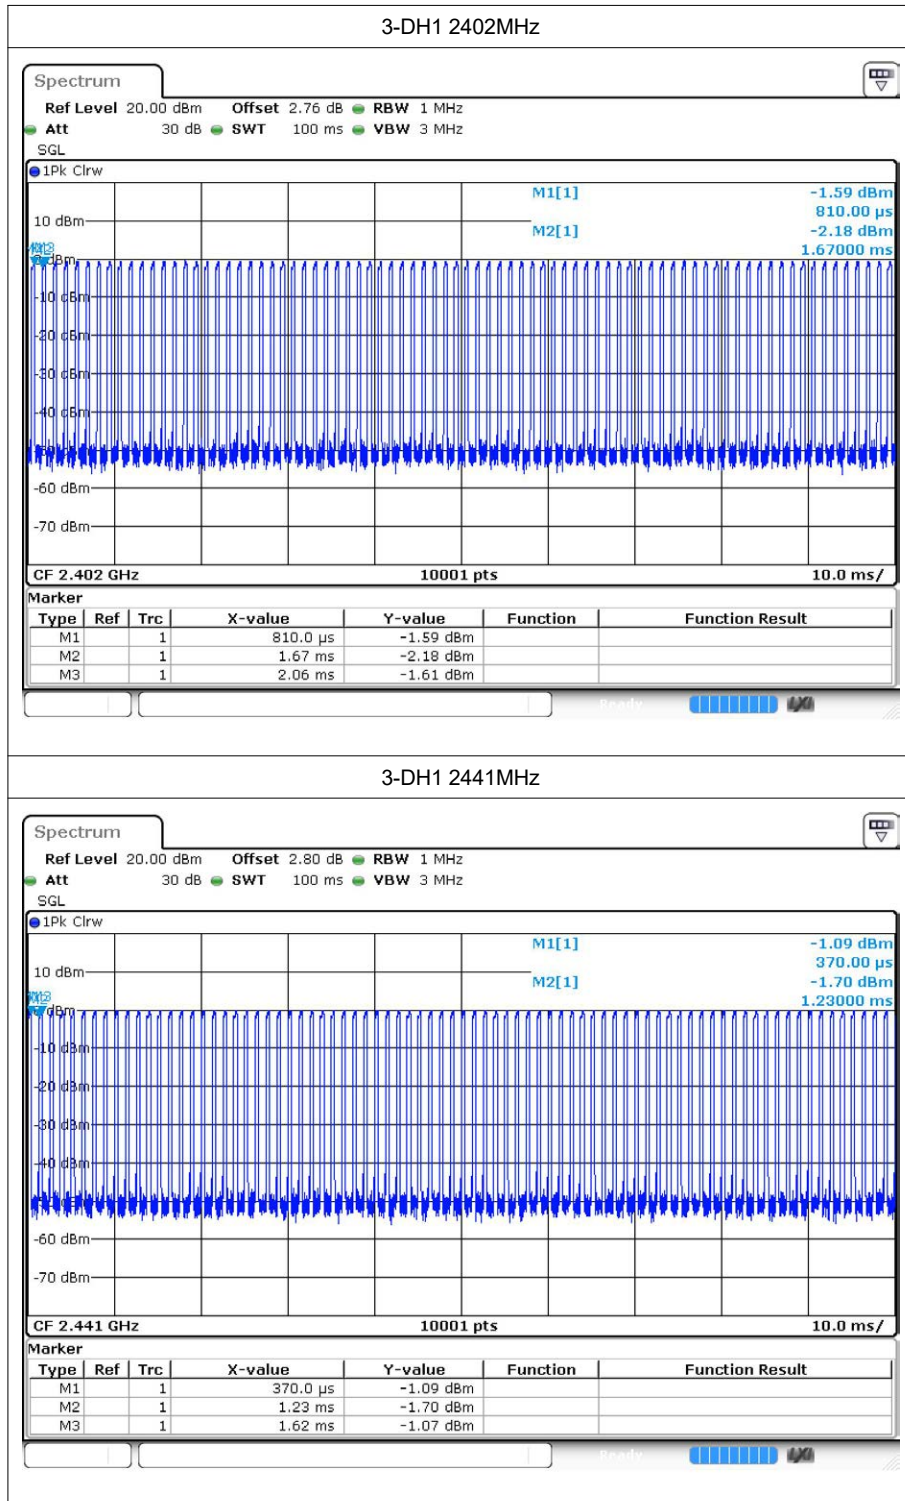 3-DH1 2402MHz
Spectrum
Ref Level 20.00 dBm Offset 2.76 dB RBW 1 MHz
Att 30 dB SWT 100 ms VBW 3 MHz
SGL
1Pk Clrw
M1[1] -1.59 dBm
810.00 µs
10 dBm
M2[1] -2.18 dBm
1.67000 ms
-10 dBm
-20 dBm
-30 dBm
-40 dBm
-60 dBm
-70 dBm
CF 2.402 GHz 10001 pts 10.0 ms/
Marker
Type Ref Trc X-value Y-value Function Function Result
M1 1 810.0 µs -1.59 dBm
M2 1 1.67 ms -2.18 dBm
M3 1 2.06 ms -1.61 dBm
Ready LXI
3-DH1 2441MHz
Spectrum
Ref Level 20.00 dBm Offset 2.80 dB RBW 1 MHz
Att 30 dB SWT 100 ms VBW 3 MHz
SGL
1Pk Clrw
M1[1] -1.09 dBm
370.00 µs
10 dBm
M2[1] -1.70 dBm
1.23000 ms
-10 dBm
-20 dBm
-30 dBm
-40 dBm
-60 dBm
-70 dBm
CF 2.441 GHz 10001 pts 10.0 ms/
Marker
Type Ref Trc X-value Y-value Function Function Result
M1 1 370.0 µs -1.09 dBm
M2 1 1.23 ms -1.70 dBm
M3 1 1.62 ms -1.07 dBm
Ready LXI